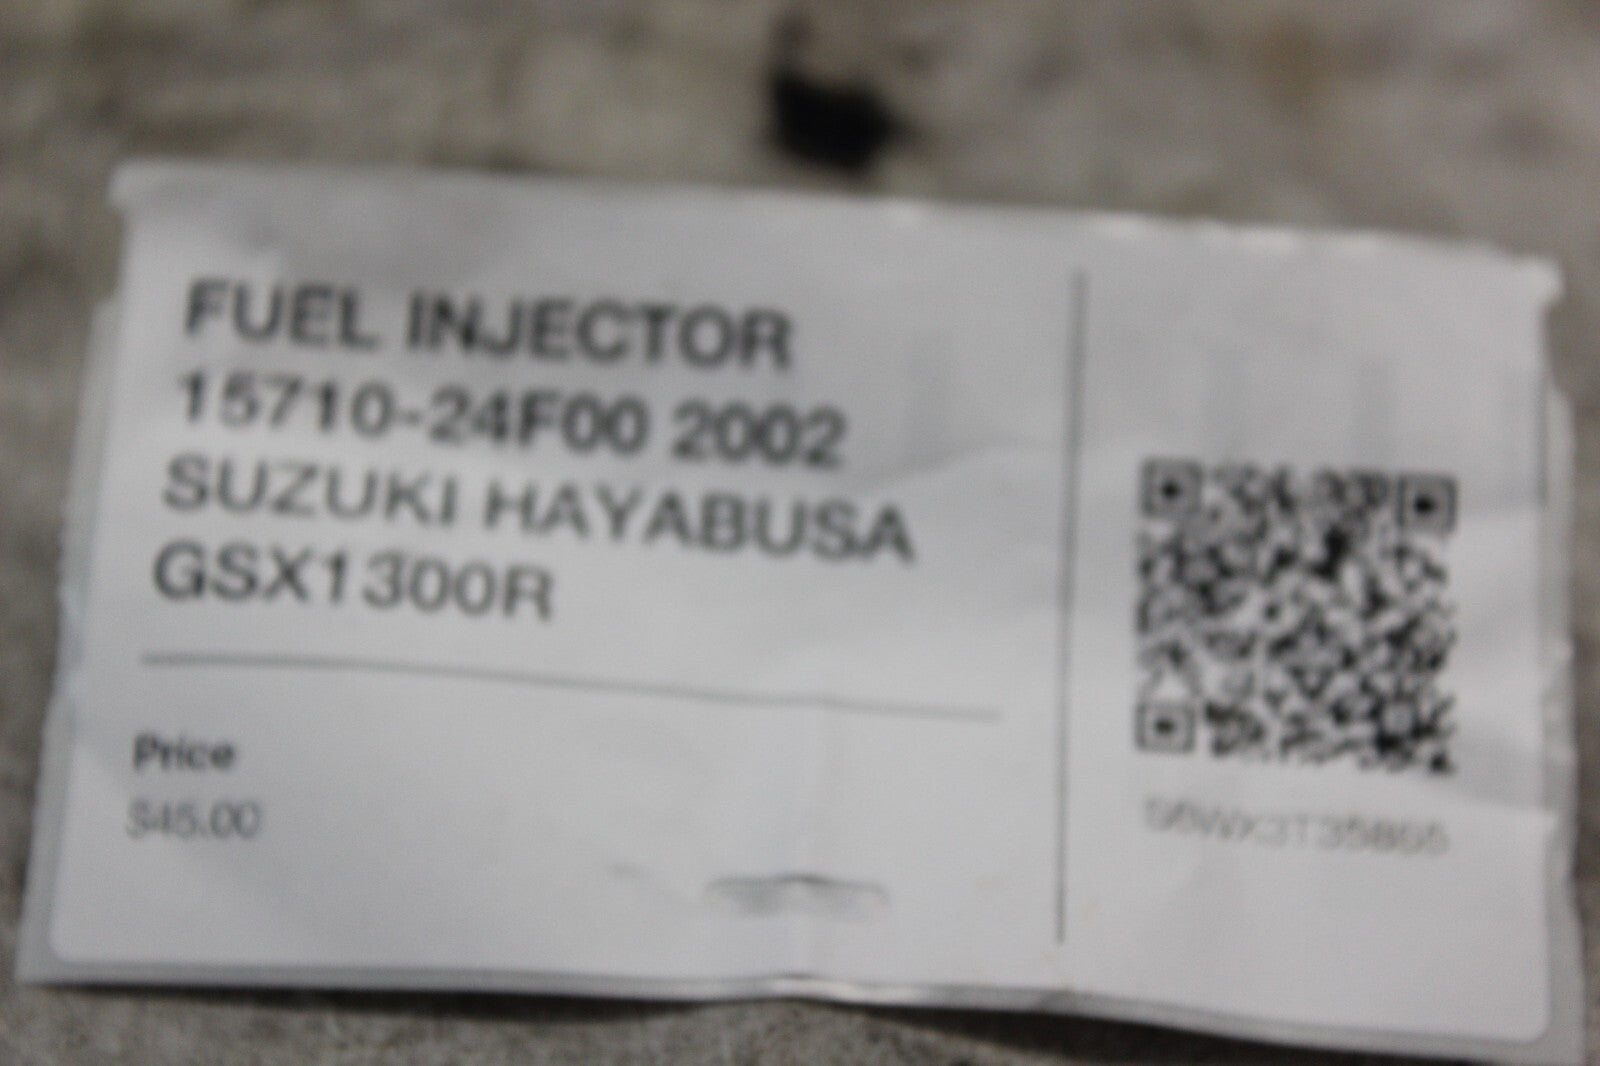 FUEL INJECTOR
15710-24F00 2002
SUZUKI HAYABUSA
GSX1300R
Price
$45.00